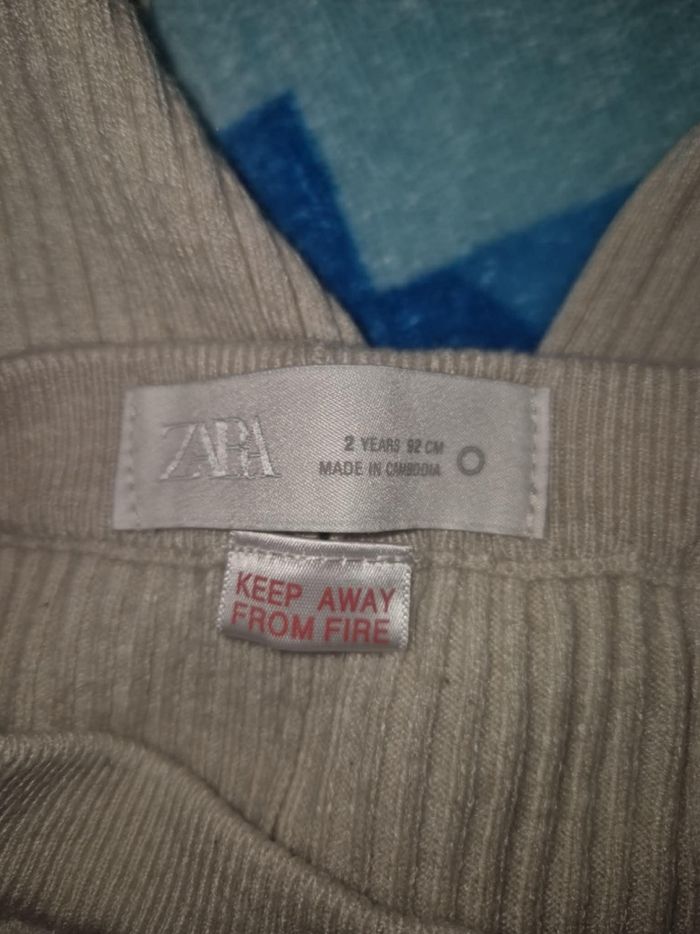 ZARA
2 YEARS 92 CM
MADE IN CAMBODIA
KEEP AWAY
FROM FIRE